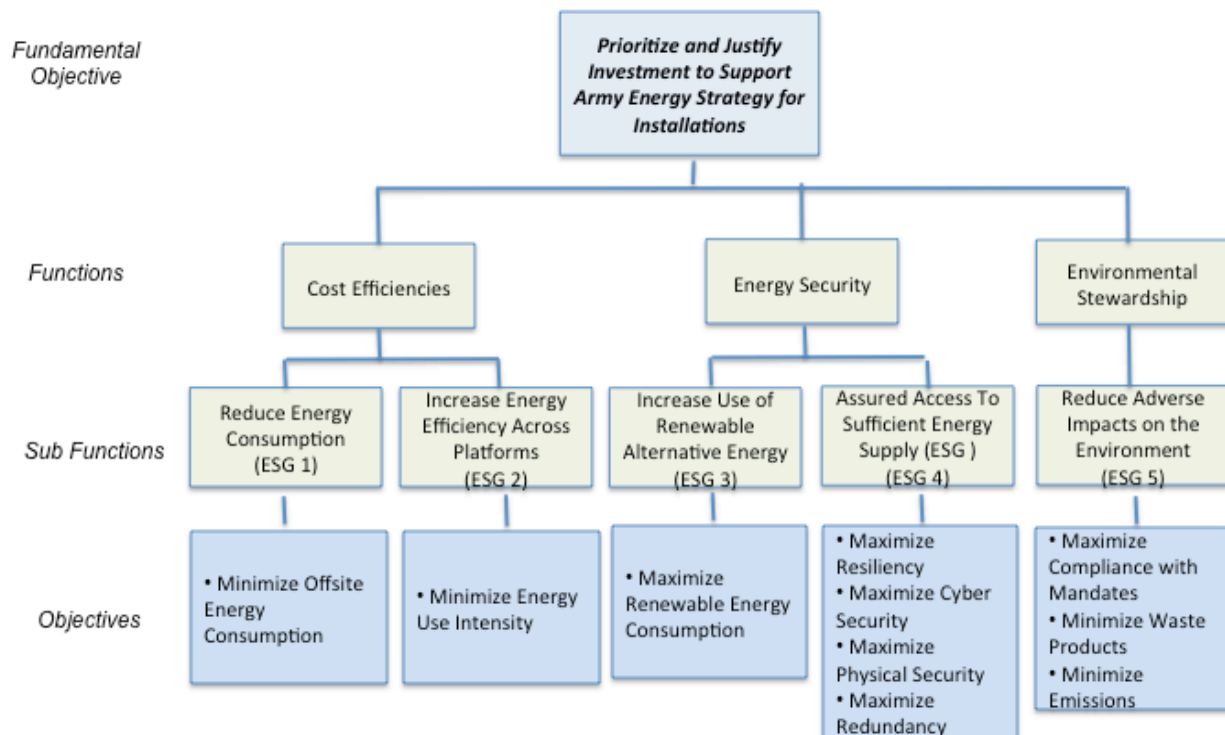 Fundamental
Objective
Prioritize and Justify
Investment to Support
Army Energy Strategy for
Installations
Functions
Cost Efficiencies
Energy Security
Environmental
Stewardship
Sub Functions
Reduce Energy
Consumption
(ESG 1)
Increase Energy
Efficiency Across
Platforms
(ESG 2)
Increase Use of
Renewable
Alternative Energy
(ESG 3)
Assured Access To
Sufficient Energy
Supply (ESG )
(ESG 4)
Reduce Adverse
Impacts on the
Environment
(ESG 5)
Objectives
• Minimize Offsite
Energy
Consumption
• Minimize Energy
Use Intensity
• Maximize
Renewable Energy
Consumption
• Maximize
Resiliency
• Maximize Cyber
Security
• Maximize
Physical Security
• Maximize
Redundancy
• Maximize
Compliance with
Mandates
• Minimize Waste
Products
• Minimize
Emissions